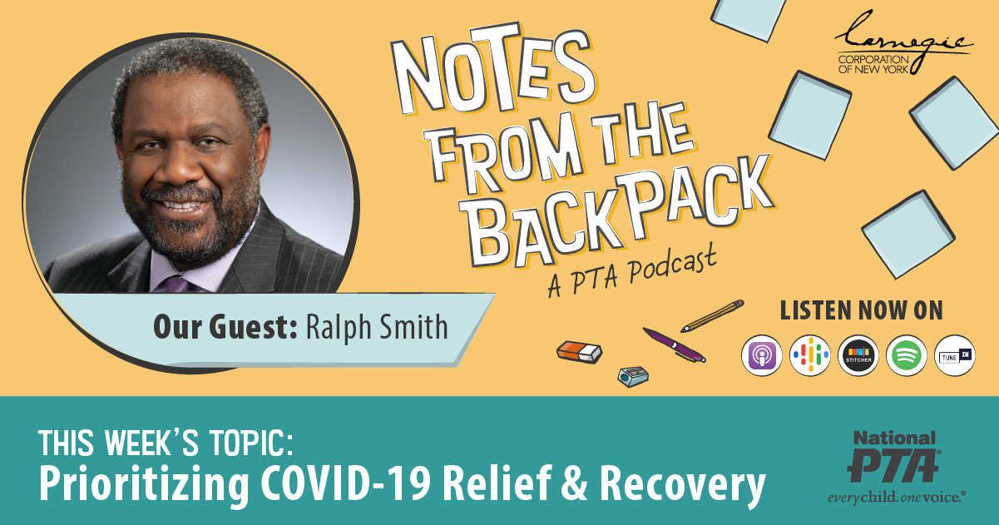 NOTES
FROM THE
BACKPACK
A PTA Podcast
Carnegie
CORPORATION
OF NEW YORK
Our Guest: Ralph Smith
LISTEN NOW ON
STITCHER
TUNE IN
THIS WEEK'S TOPIC:
Prioritizing COVID-19 Relief & Recovery
National
PTA®
everychild.onevoice.®